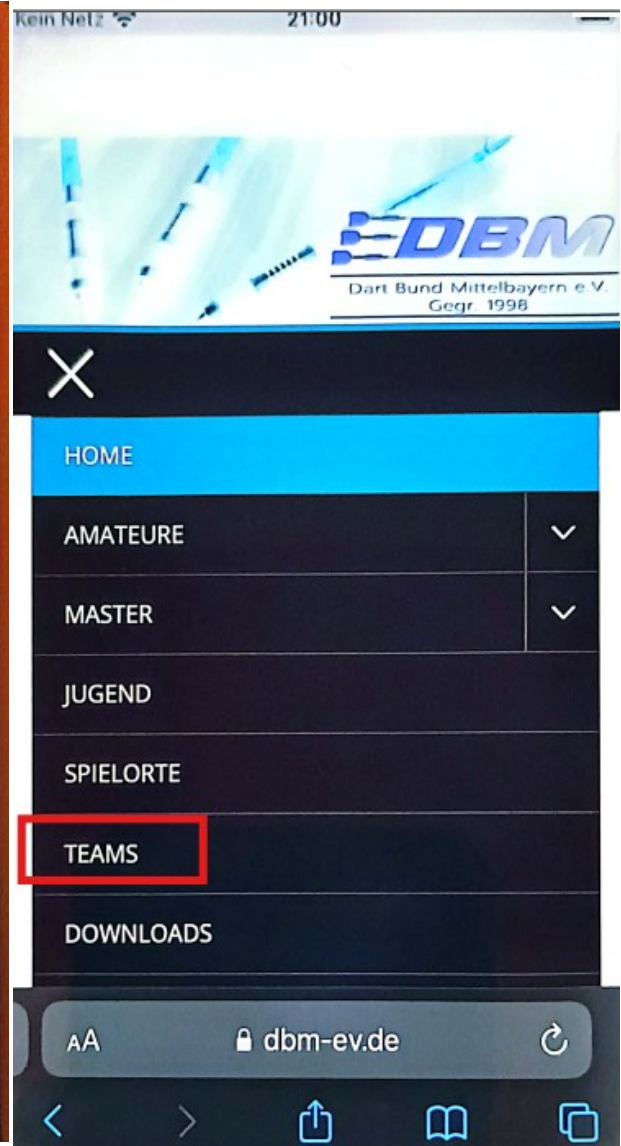 Kein Netz 21:00
DBM
Dart Bund Mittelbayern e.V.
Gegr. 1998
HOME
AMATEURE
MASTER
JUGEND
SPIELORTE
TEAMS
DOWNLOADS
AA dbm-ev.de